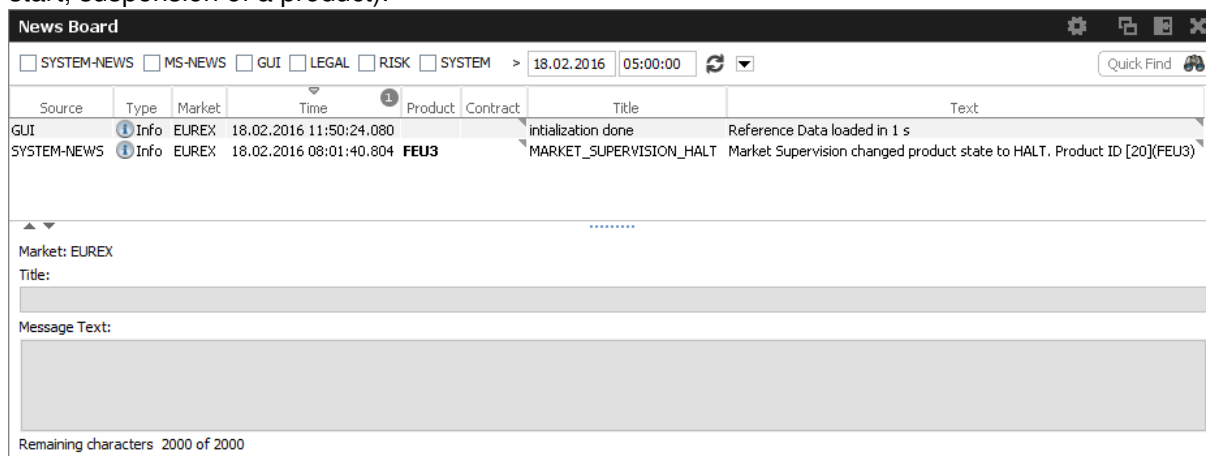 start, suspension of a product).
News Board
SYSTEM-NEWS MS-NEWS GUI LEGAL RISK SYSTEM > 18.02.2016 05:00:00 Quick Find
Source Type Market Time 1 Product Contract Title Text
GUI Info EUREX 18.02.2016 11:50:24.080 intialization done Reference Data loaded in 1 s
SYSTEM-NEWS Info EUREX 18.02.2016 08:01:40.804 FEU3 MARKET_SUPERVISION_HALT Market Supervision changed product state to HALT. Product ID [20](FEU3)
Market: EUREX
Title:
Message Text:
Remaining characters 2000 of 2000